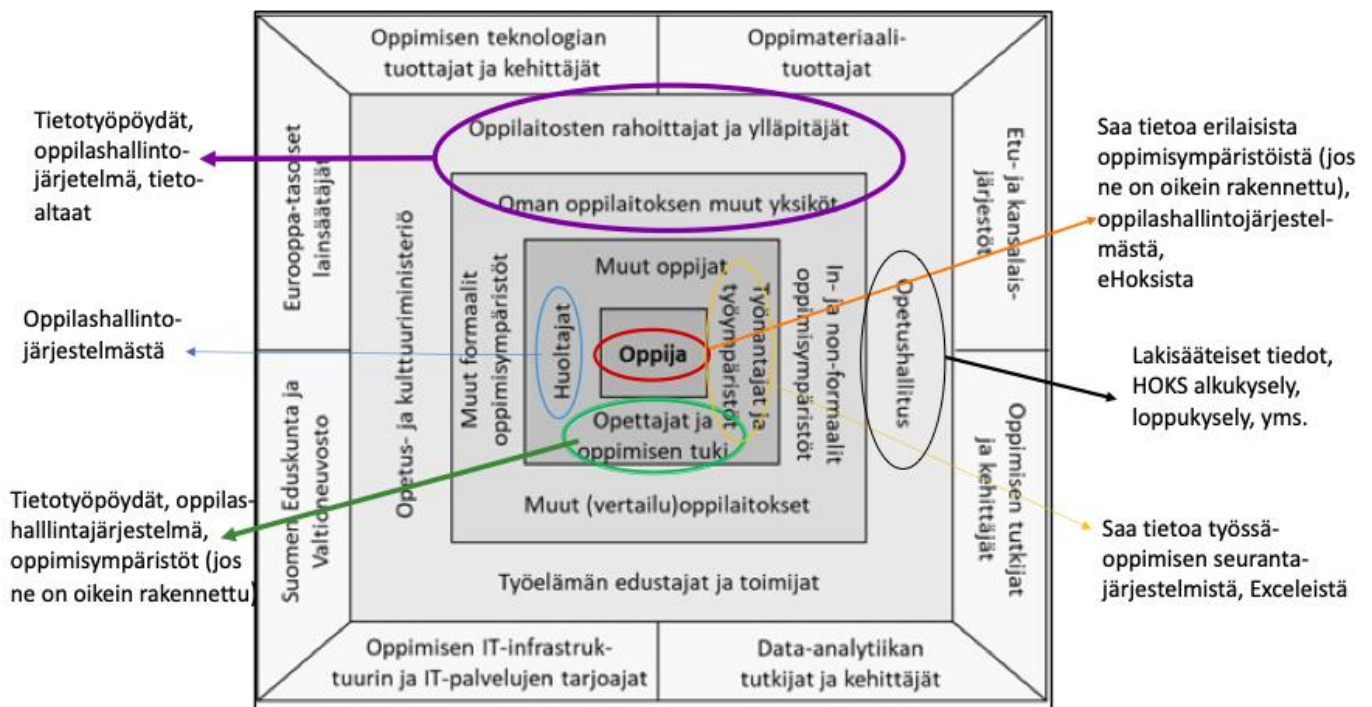 Oppimisen teknologian
tuottajat ja kehittäjät
Oppimateriaali-
tuottajat
Tietotyöpöydät,
oppilashallinto-
järjetelmä, tieto-
altaat
Eurooppa-tasoiset
lainsäätäjät
Oppilaitosten rahoittajat ja ylläpitäjät
Etu- ja kansalais-
järjestöt
Saa tietoa erilaisista
oppimisympäristöistä (jos
ne on oikein rakennettu),
oppilashallintojärjestel-
mästä,
eHoksista
Oman oppilaitoksen muut yksiköt
Opetus- ja kulttuuriministeriö
Muut formaalit
oppimisympäristöt
Muut oppijat
In- ja non-formaalit
oppimisympäristöt
Opetushallitus
Oppilashallinto-
järjestelmästä
Huoltajat
Oppija
Työnantajat ja
työympäristöt
Lakisääteiset tiedot,
HOKS alkukysely,
loppukysely, yms.
Opettajat ja
oppimisen tuki
Suomen Eduskunta ja
Valtioneuvosto
Oppimisen tutkijat
ja kehittäjät
Tietotyöpöydät, oppilas-
halllintajärjestelmä,
oppimisympäristöt (jos
ne on oikein rakennettu)
Muut (vertailu)oppilaitokset
Saa tietoa työssä-
oppimisen seuranta-
järjestelmistä, Exceleistä
Työelämän edustajat ja toimijat
Oppimisen IT-infrastruk-
tuurin ja IT-palvelujen tarjoajat
Data-analytiikan
tutkijat ja kehittäjät